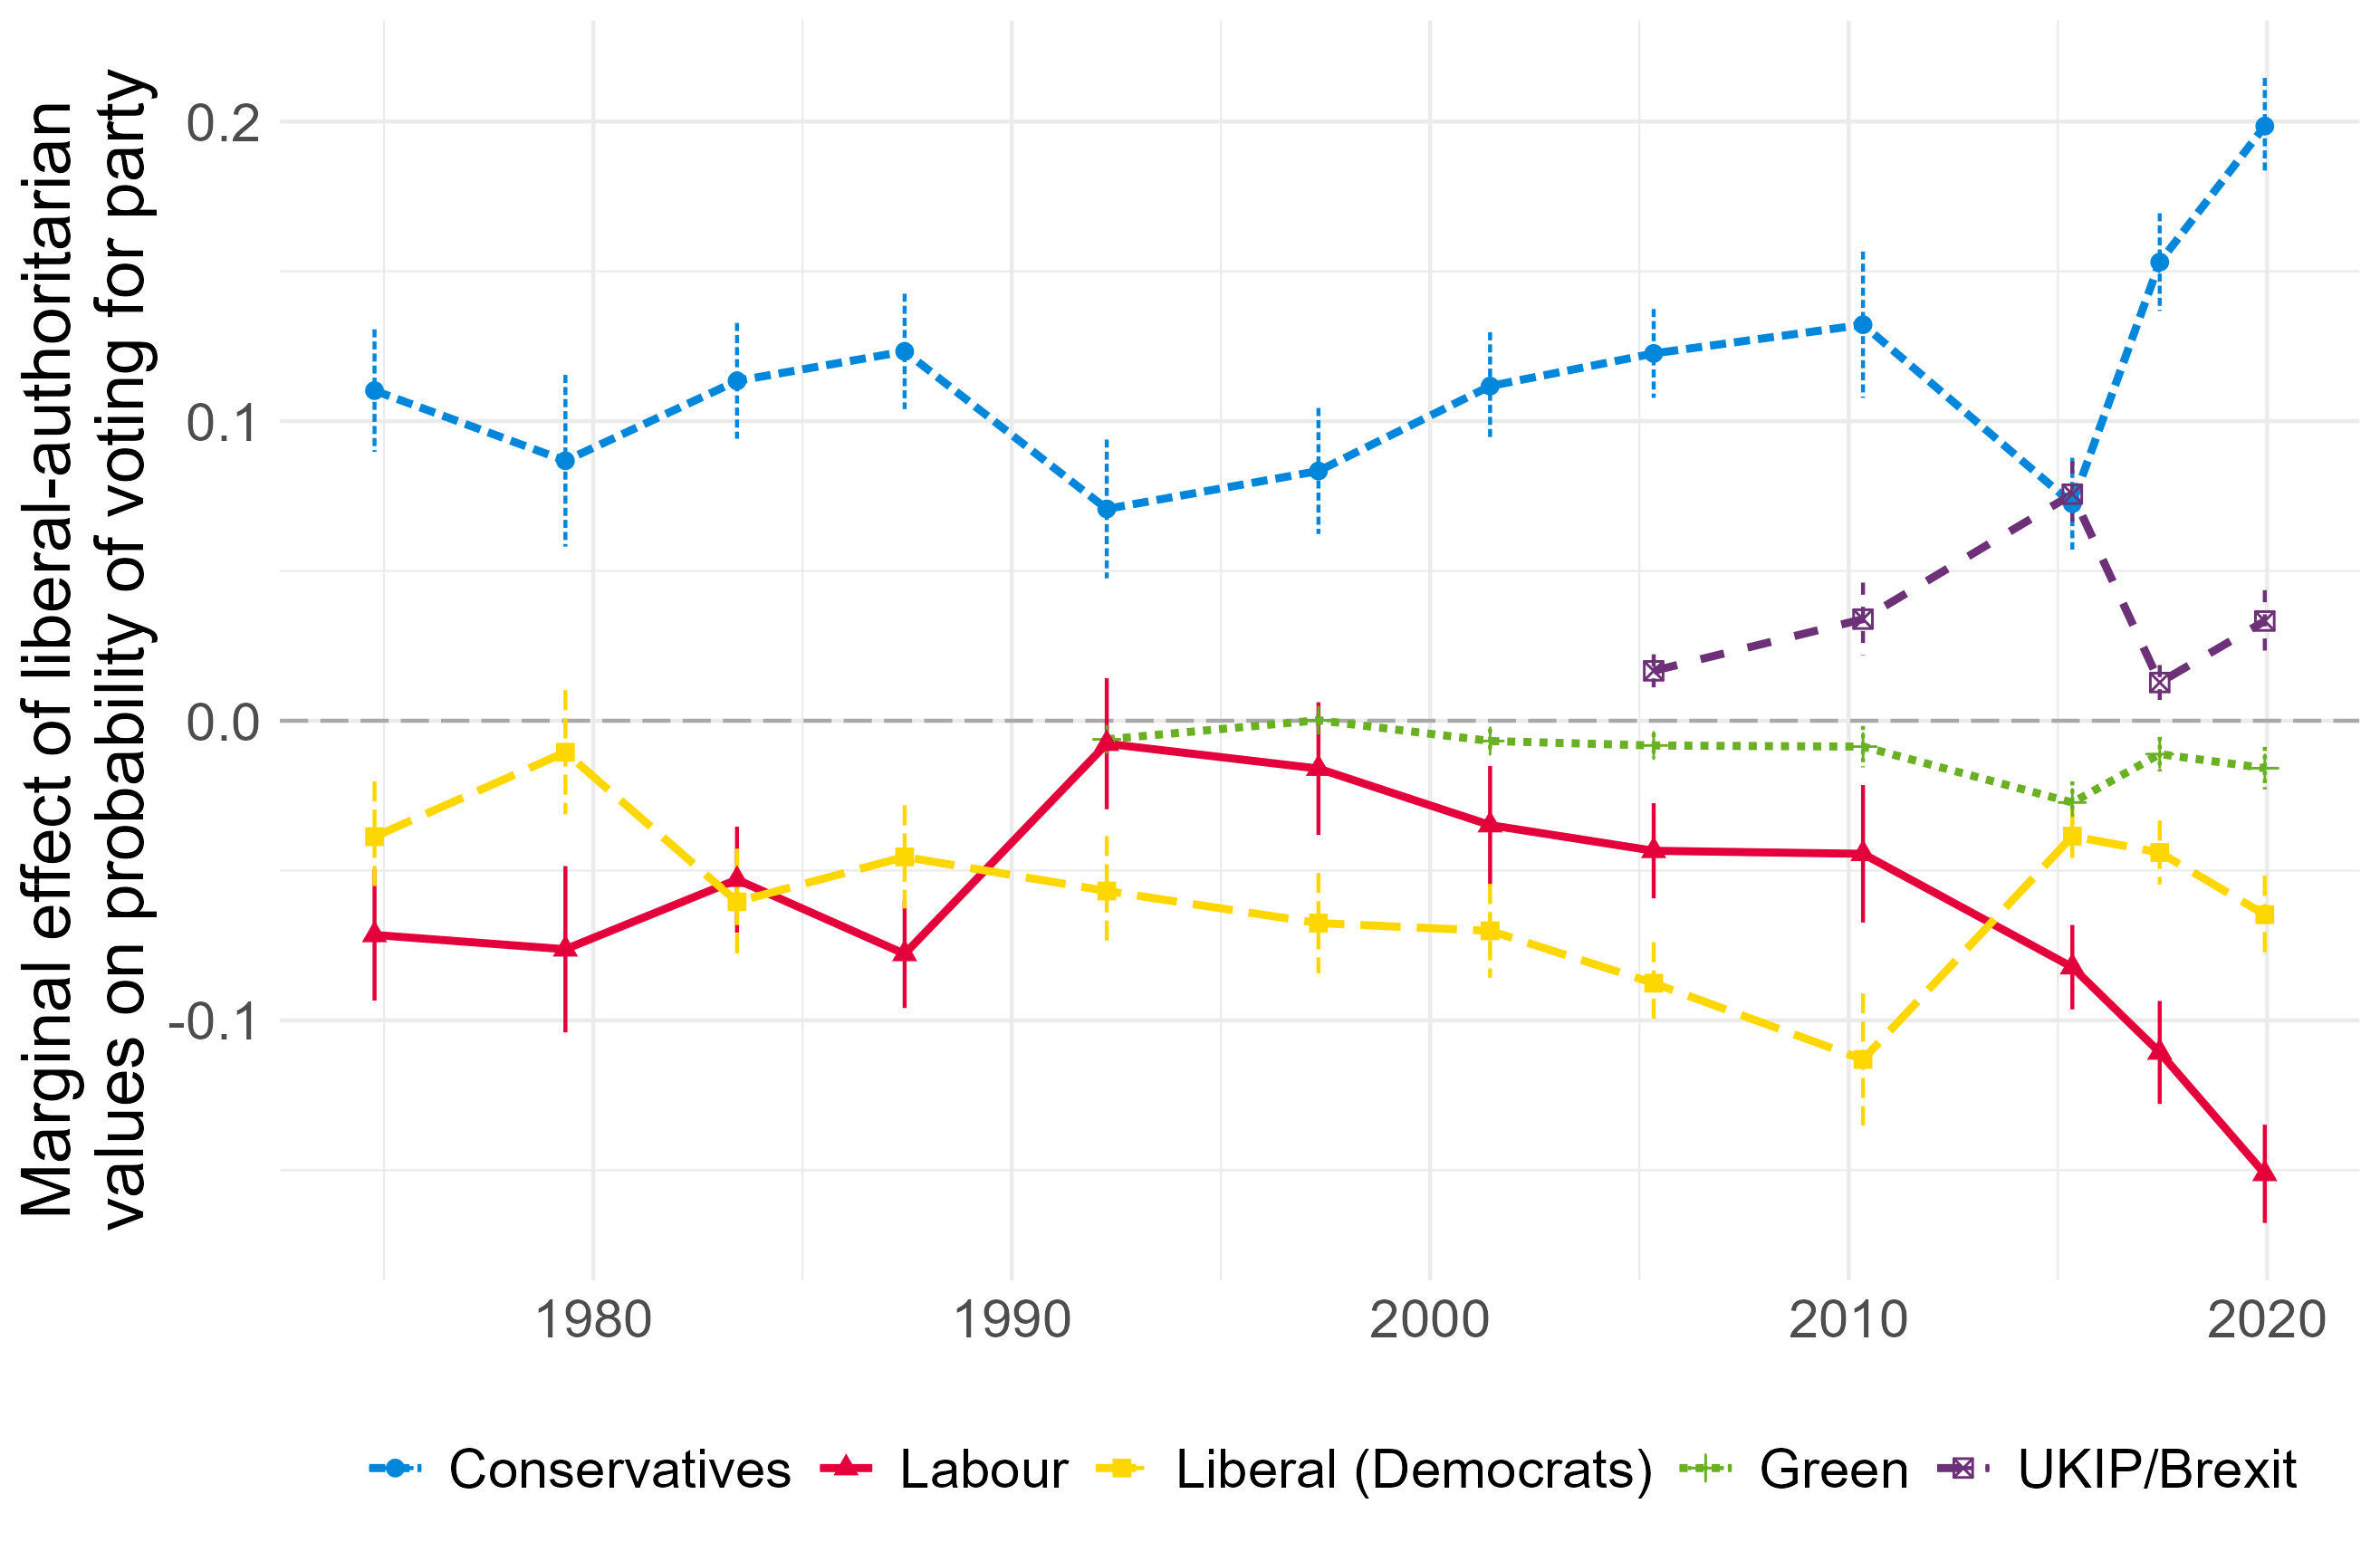 Marginal effect of liberal-authoritarian
values on probability of voting for party
0.2
0.1
0.0
-0.1
1980 1990 2000 2010 2020
Conservatives Labour Liberal (Democrats) Green UKIP/Brexit